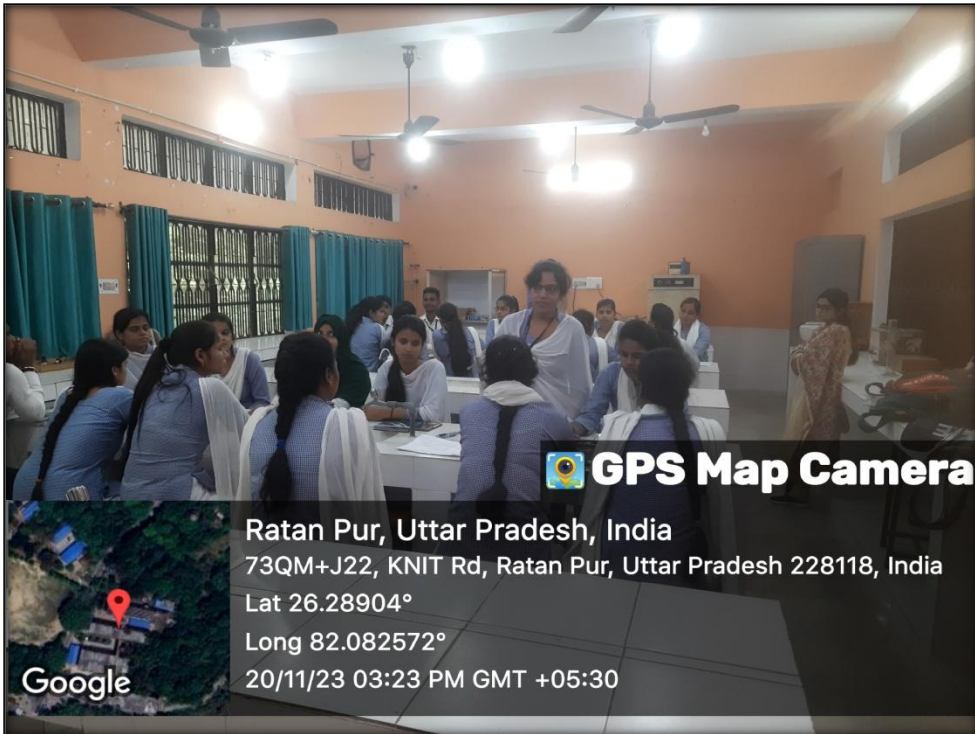 GPS Map Camera
Ratan Pur, Uttar Pradesh, India
73QM+J22, KNIT Rd, Ratan Pur, Uttar Pradesh 228118, India
Lat 26.28904°
Long 82.082572°
20/11/23 03:23 PM GMT +05:30
Google